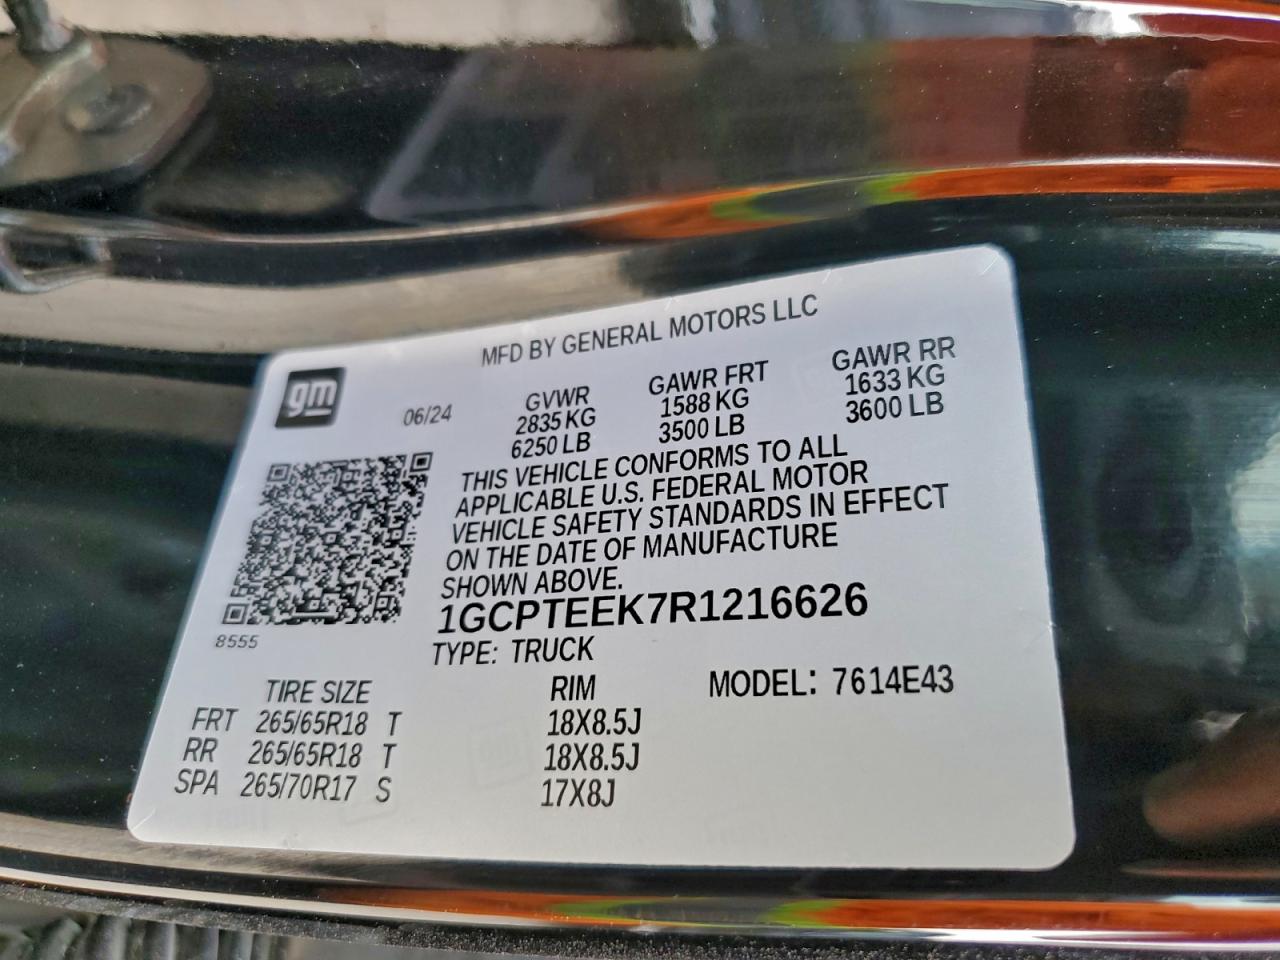 MFD BY GENERAL MOTORS LLC
gm
06/24
GVWR
2835 KG
6250 LB
GAWR FRT
1588 KG
3500 LB
GAWR RR
1633 KG
3600 LB
THIS VEHICLE CONFORMS TO ALL
APPLICABLE U.S. FEDERAL MOTOR
VEHICLE SAFETY STANDARDS IN EFFECT
ON THE DATE OF MANUFACTURE
SHOWN ABOVE.
1GCPTEEK7R1216626
8555
TYPE: TRUCK
TIRE SIZE RIM MODEL: 7614E43
FRT 265/65R18 T 18X8.5J
RR 265/65R18 T 18X8.5J
SPA 265/70R17 S 17X8J